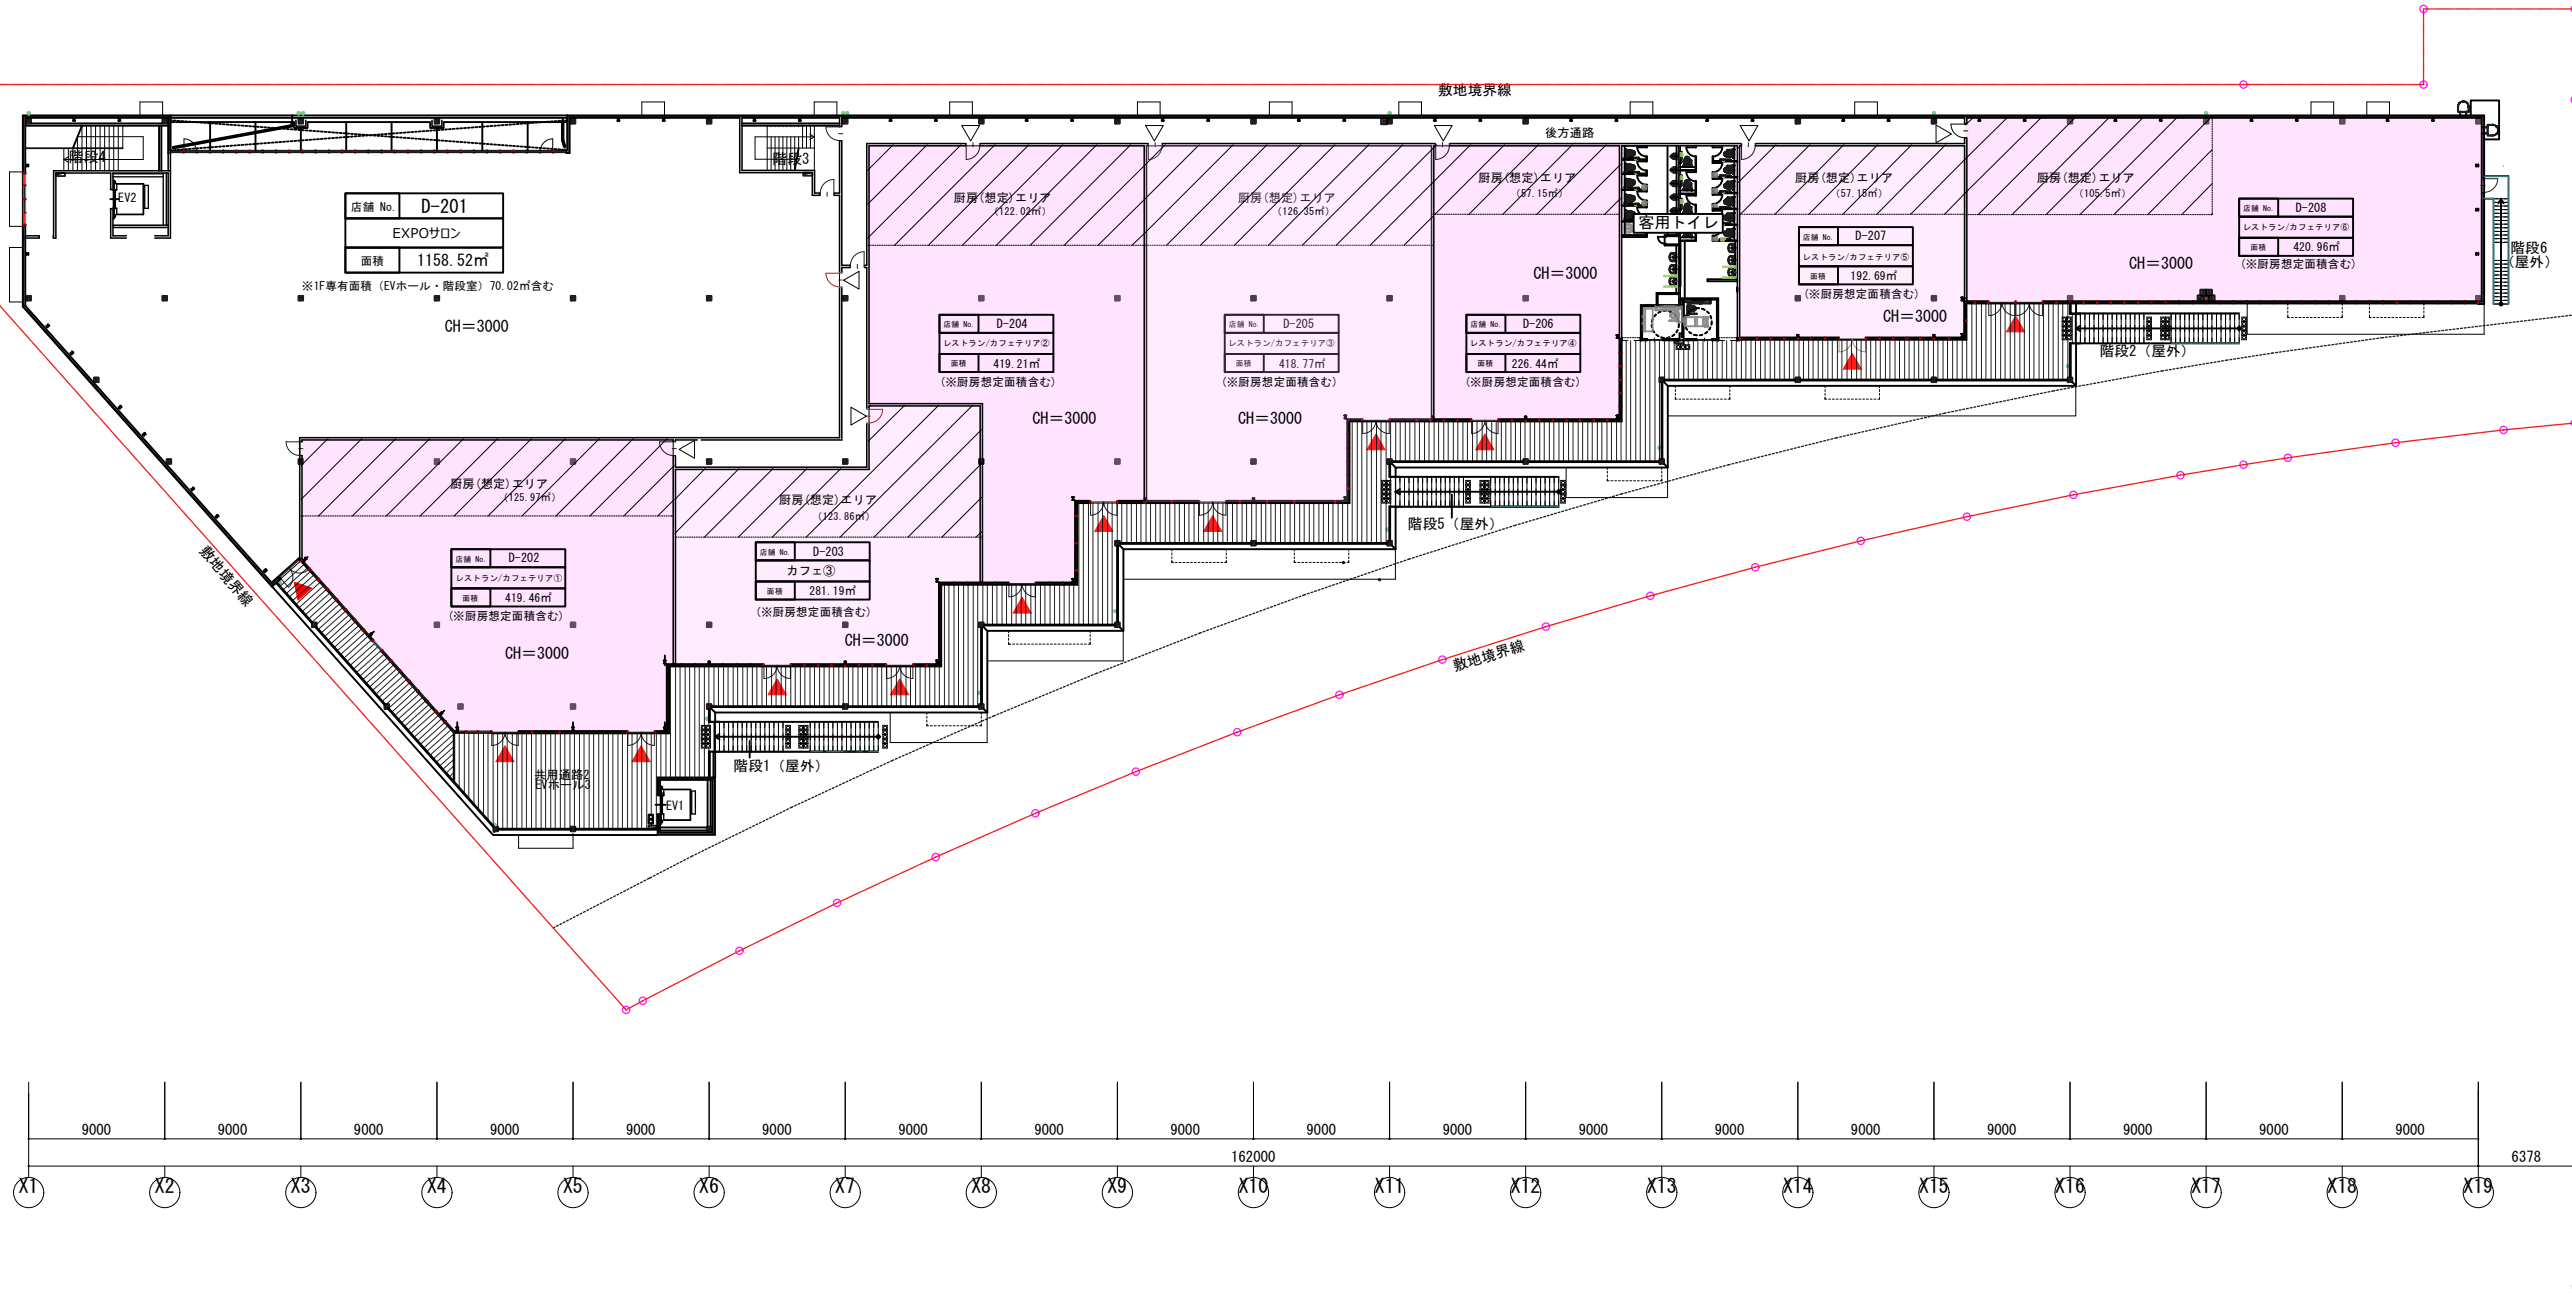 敷地境界線
後方通路
階段4
EV2
階段3
店舗 No. D-201
EXPOサロン
面積 1158.52㎡
※1F専有面積（EVホール・階段室）70.02㎡含む
CH＝3000
厨房(想定)エリア
(122.02㎡)
店舗 No. D-204
レストラン/カフェテリア②
面積 419.21㎡
(※厨房想定面積含む)
CH＝3000
厨房(想定)エリア
(126.35㎡)
店舗 No. D-205
レストラン/カフェテリア③
面積 418.77㎡
(※厨房想定面積含む)
CH＝3000
厨房(想定)エリア
(57.15㎡)
CH＝3000
店舗 No. D-206
レストラン/カフェテリア④
面積 226.44㎡
(※厨房想定面積含む)
客用トイレ
厨房(想定)エリア
(57.15㎡)
店舗 No. D-207
レストラン/カフェテリア⑤
面積 192.69㎡
(※厨房想定面積含む)
CH＝3000
厨房(想定)エリア
(105.5㎡)
店舗 No. D-208
レストラン/カフェテリア⑥
面積 420.96㎡
(※厨房想定面積含む)
CH＝3000
階段6
(屋外)
階段2（屋外）
厨房(想定)エリア
(125.97㎡)
店舗 No. D-202
レストラン/カフェテリア①
面積 419.46㎡
(※厨房想定面積含む)
CH＝3000
厨房(想定)エリア
(123.86㎡)
店舗 No. D-203
カフェ③
面積 281.19㎡
(※厨房想定面積含む)
CH＝3000
階段5（屋外）
敷地境界線
敷地境界線
階段1（屋外）
共用通路2
EVホール3
EV1
9000 9000 9000 9000 9000 9000 9000 9000 9000 9000 9000 9000 9000 9000 9000 9000 9000 9000
162000 6378
X1 X2 X3 X4 X5 X6 X7 X8 X9 X10 X11 X12 X13 X14 X15 X16 X17 X18 X19